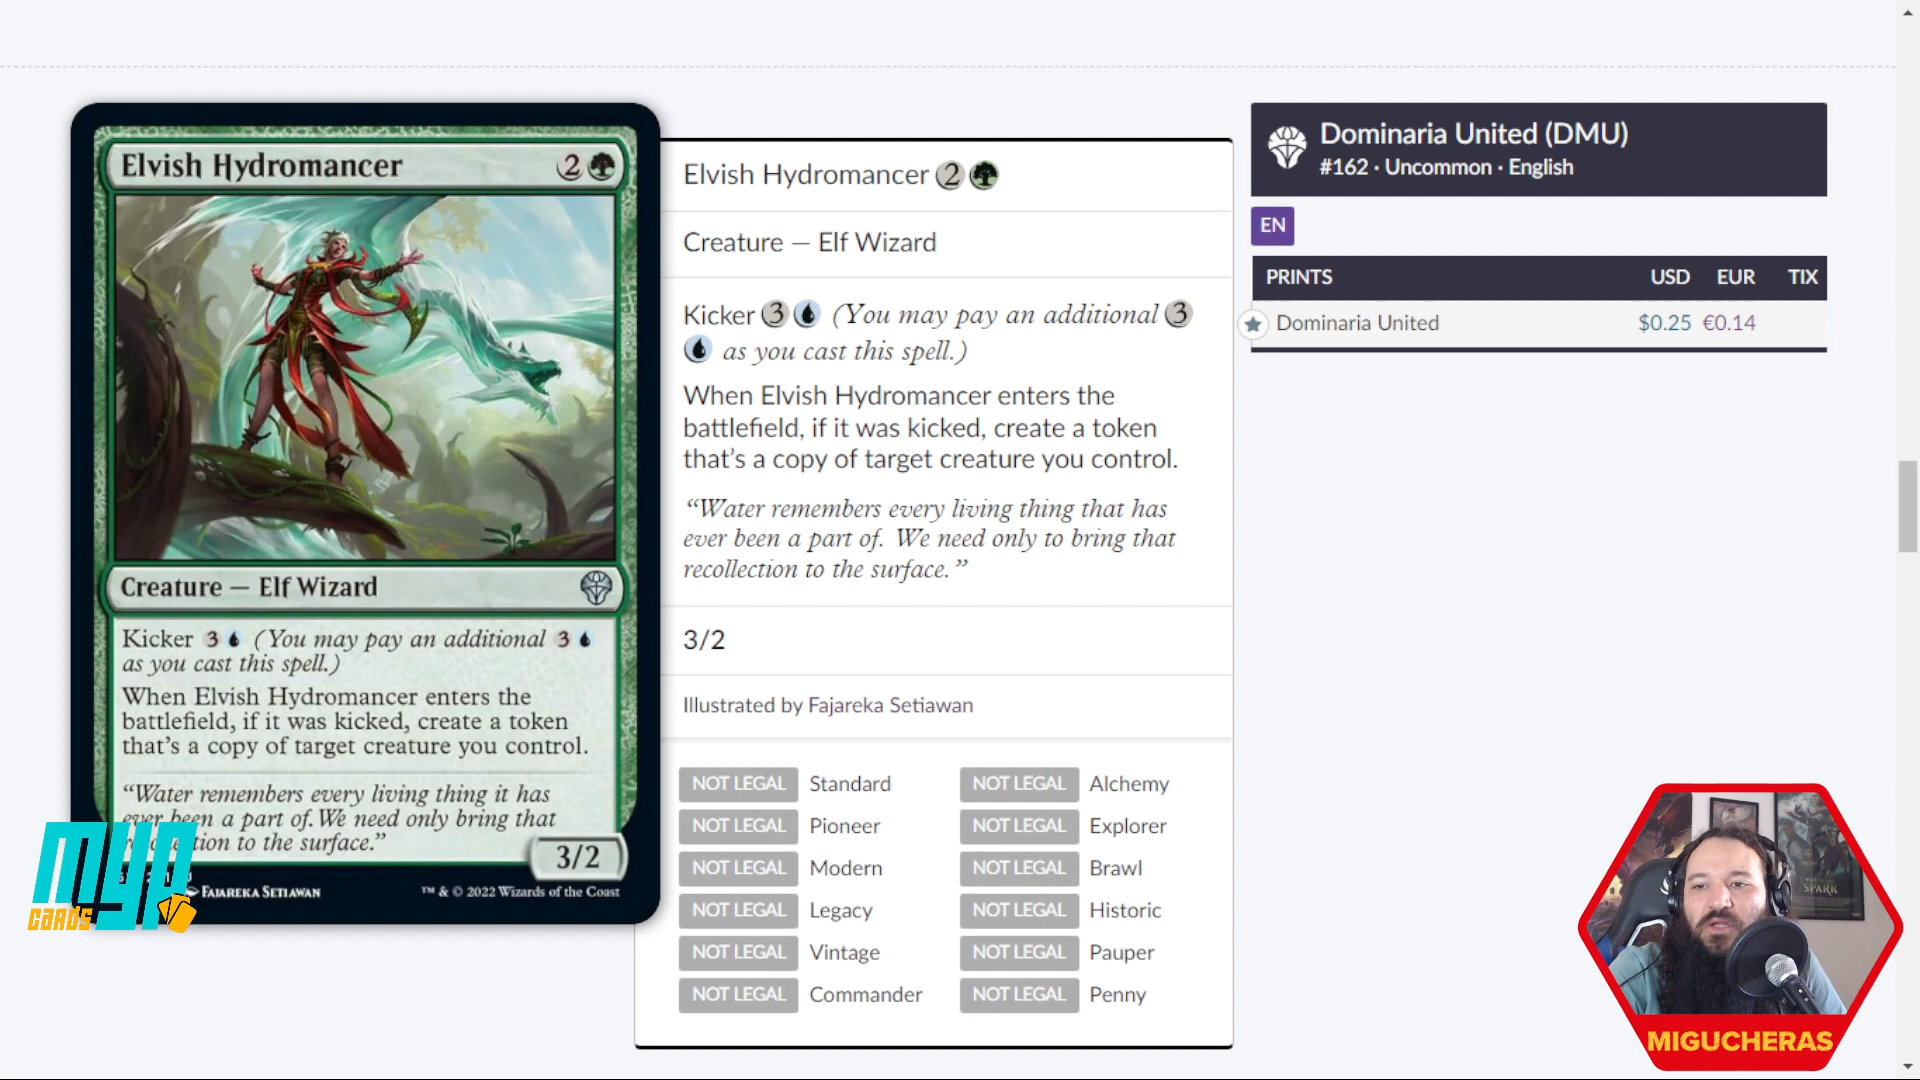 Elvish Hydromancer 2
Creature — Elf Wizard
Kicker 3 (You may pay an additional 3
as you cast this spell.)
When Elvish Hydromancer enters the
battlefield, if it was kicked, create a token
that's a copy of target creature you control.
“Water remembers every living thing it has
ever been a part of. We need only bring that
to the surface.”
3/2
FAJAREKA SETIAWAN
™ & © 2022 Wizards of the Coast
MYP
CARDS
Elvish Hydromancer 2
Creature — Elf Wizard
Kicker 3 (You may pay an additional 3
as you cast this spell.)
When Elvish Hydromancer enters the
battlefield, if it was kicked, create a token
that's a copy of target creature you control.
“Water remembers every living thing that has
ever been a part of. We need only to bring that
recollection to the surface.”
3/2
Illustrated by Fajareka Setiawan
NOT LEGAL Standard NOT LEGAL Alchemy
NOT LEGAL Pioneer NOT LEGAL Explorer
NOT LEGAL Modern NOT LEGAL Brawl
NOT LEGAL Legacy NOT LEGAL Historic
NOT LEGAL Vintage NOT LEGAL Pauper
NOT LEGAL Commander NOT LEGAL Penny
Dominaria United (DMU)
#162 · Uncommon · English
EN
PRINTS USD EUR TIX
Dominaria United $0.25 €0.14
SPARK
MIGUCHERAS